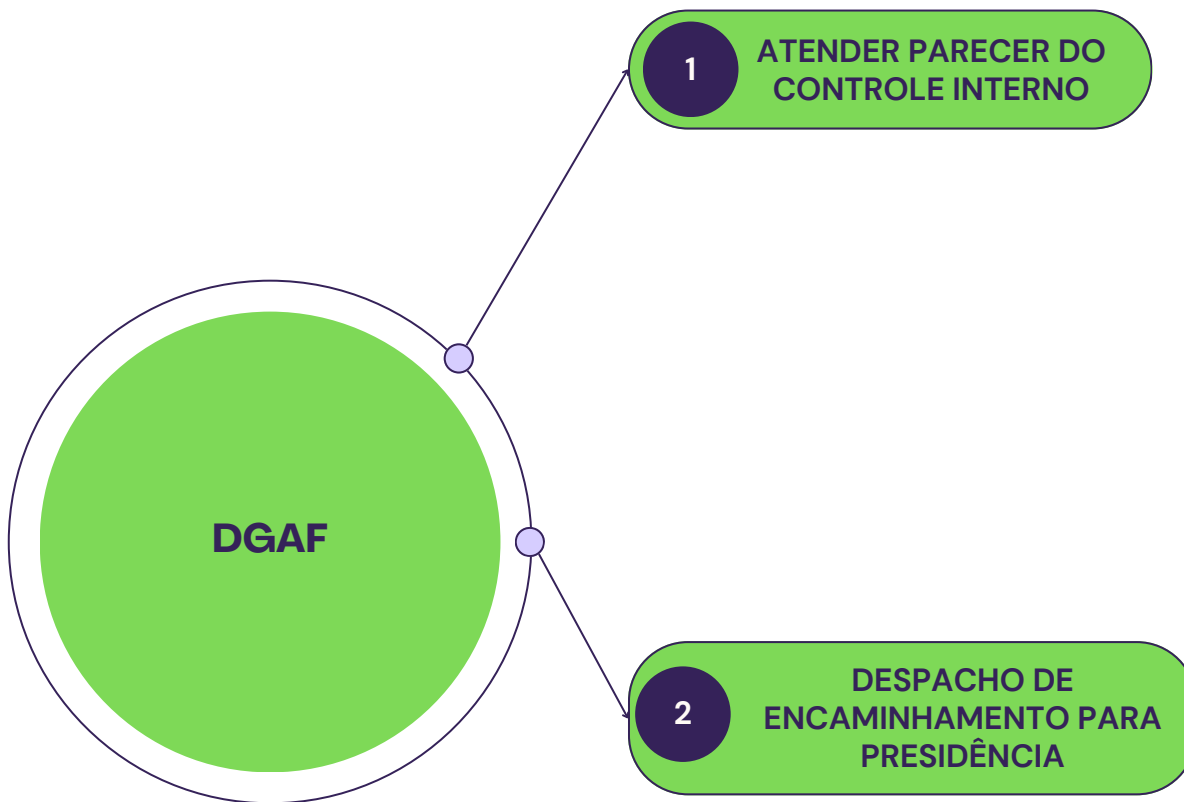 1
ATENDER PARECER DO
CONTROLE INTERNO
DGAF
2
DESPACHO DE
ENCAMINHAMENTO PARA
PRESIDÊNCIA